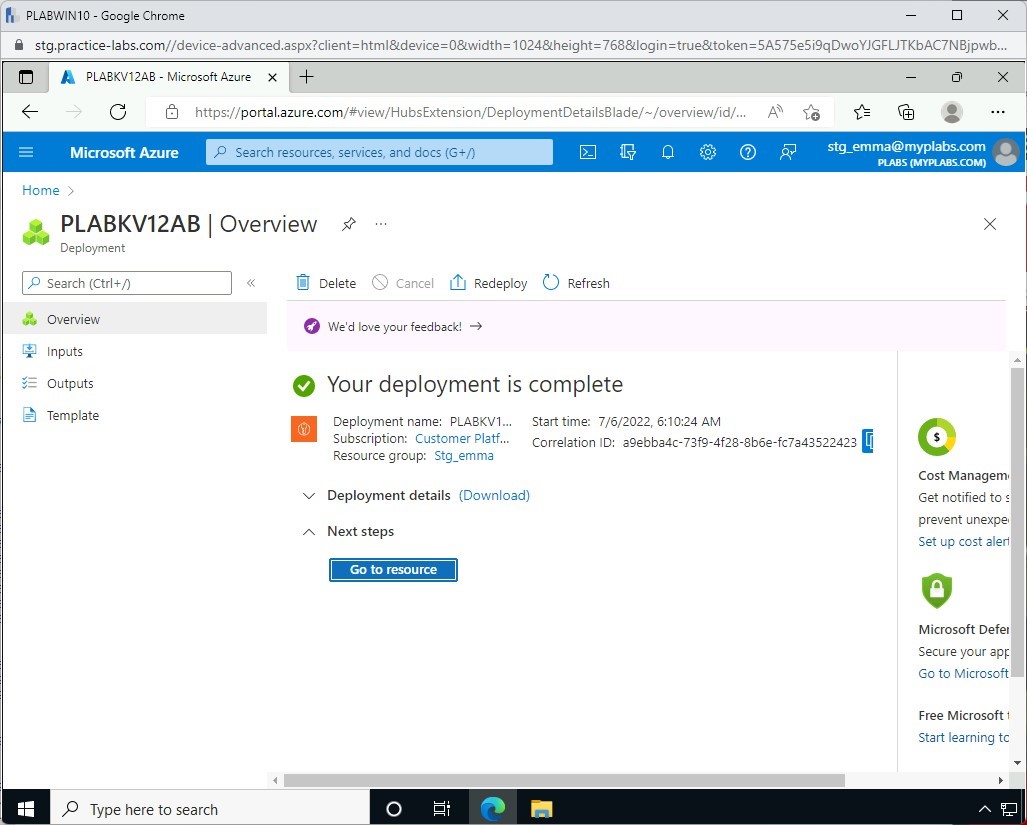 PLABWIN10 - Google Chrome
stg.practice-labs.com//device-advanced.aspx?client=html&device=0&width=1024&height=768&login=true&token=5A575e5i9qDwoYJGFLJTKbAC7NBjpwb...
PLABKV12AB - Microsoft Azure
https://portal.azure.com/#view/HubsExtension/DeploymentDetailsBlade/~/overview/id/...
Microsoft Azure
Search resources, services, and docs (G+/)
stg_emma@myplabs.com
PLABS (MYPLABS.COM)
Home
PLABKV12AB | Overview
Deployment
Search (Ctrl+/)
Delete
Cancel
Redeploy
Refresh
Overview
Inputs
Outputs
Template
We'd love your feedback!
Your deployment is complete
Deployment name: PLABKV1...
Subscription: Customer Platf...
Resource group: Stg_emma
Start time: 7/6/2022, 6:10:24 AM
Correlation ID: a9ebba4c-73f9-4f28-8b6e-fc7a43522423
Deployment details (Download)
Next steps
Go to resource
Cost Managem
Get notified to s
prevent unexpe
Set up cost alert
Microsoft Defer
Secure your app
Go to Microsoft
Free Microsoft t
Start learning to
Type here to search